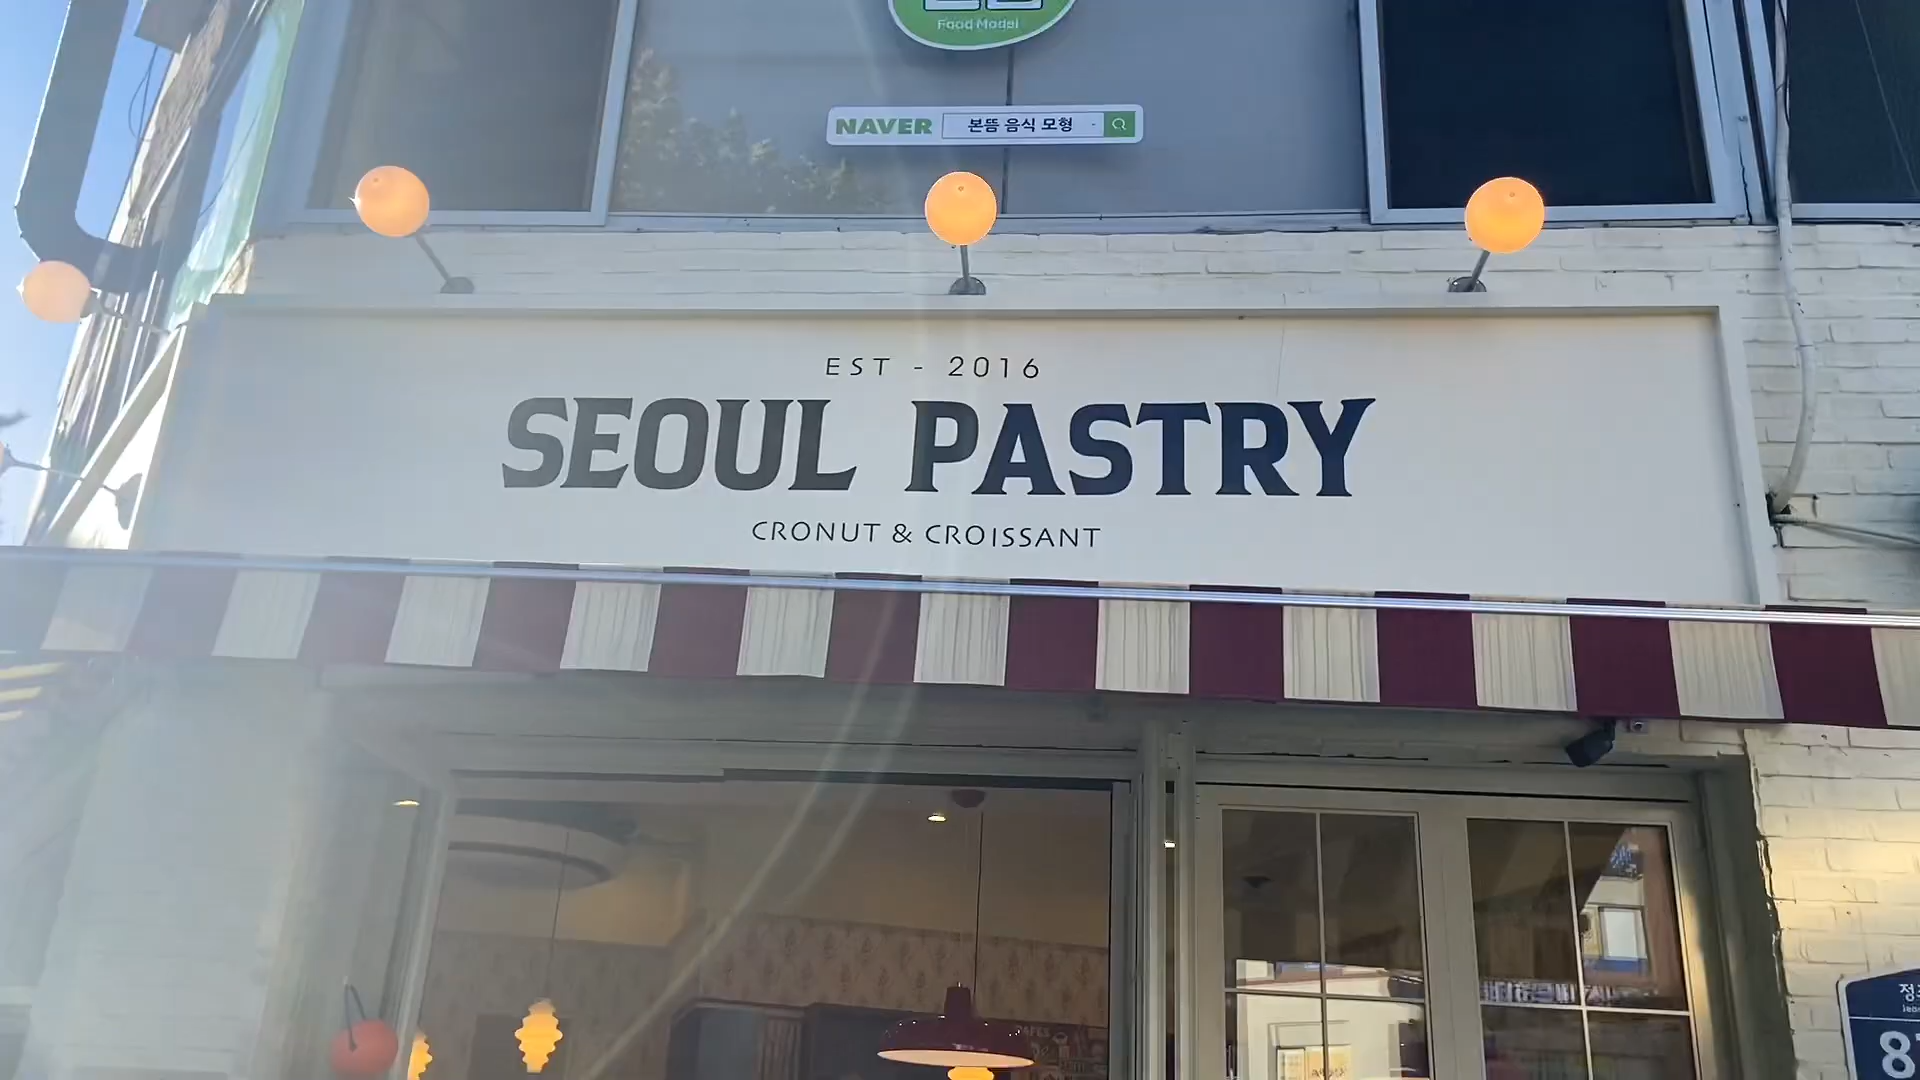 Food Model
NAVER 본뜸 음식 모형
EST - 2016
SEOUL PASTRY
CRONUT & CROISSANT